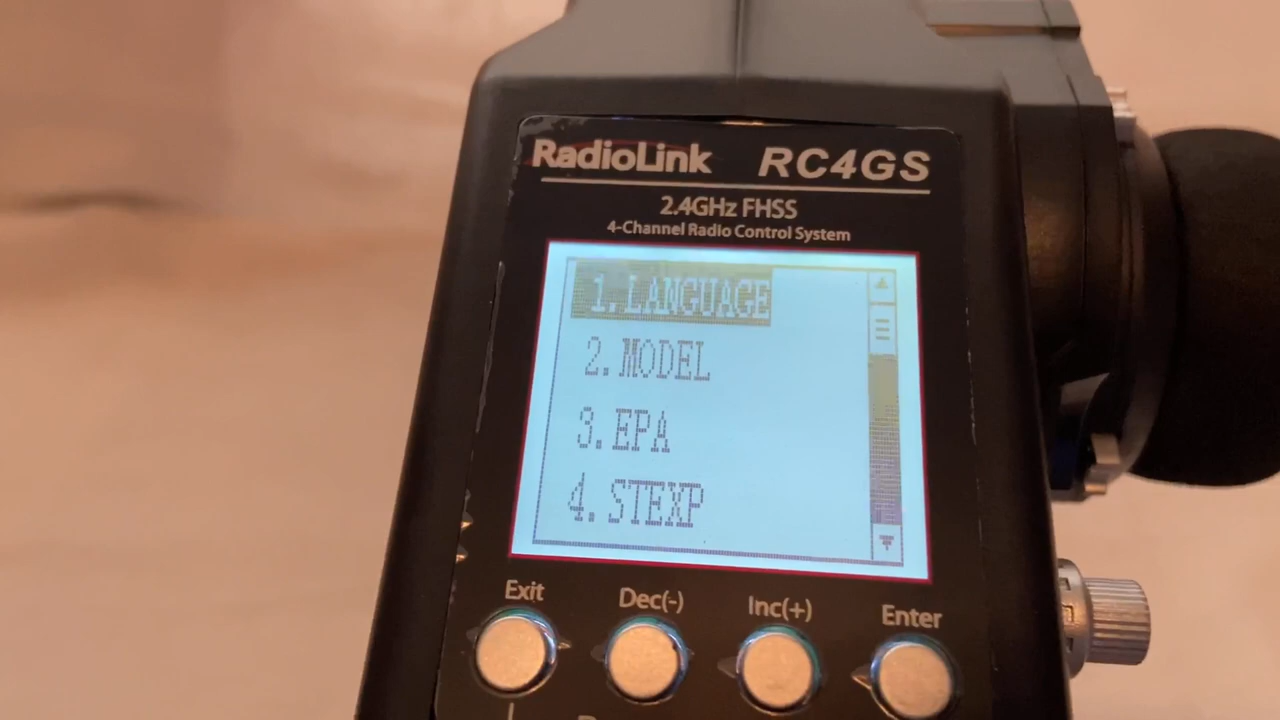 RadioLink RC4GS
2.4GHz FHSS
4-Channel Radio Control System
1.LANGUAGE
2.MODEL
3.EPA
4.STEXP
Exit Dec(-) Inc(+) Enter